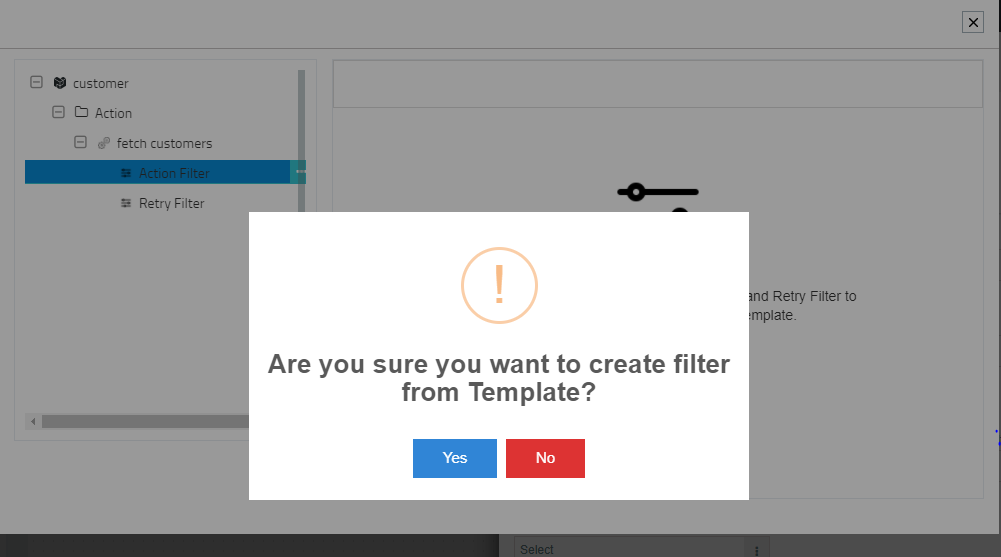 customer
Action
fetch customers
Action Filter
Retry Filter
and Retry Filter to
Template.
Are you sure you want to create filter
from Template?
Yes
No
Select